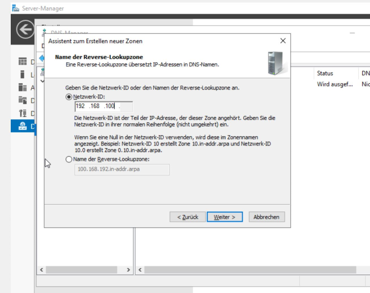 Server-Manager
Assistent zum Erstellen neuer Zonen
Name der Reverse-Lookupzone
Eine Reverse-Lookupzone übersetzt IP-Adressen in DNS-Namen.
Geben Sie die Netzwerk-ID oder den Namen der Reverse-Lookupzone an.
Netzwerk-ID:
192 .168 .100 .
Die Netzwerk-ID ist der Teil der IP-Adresse, der dieser Zone angehört. Geben Sie die
Netzwerk-ID in ihrer normalen Reihenfolge (nicht umgekehrt) ein.
Wenn Sie eine Null in der Netzwerk-ID verwenden, wird diese im Zonennamen
angezeigt. Beispiel: Netzwerk-ID 10 erstellt Zone 10.in-addr.arpa und Netzwerk-ID
10.0 erstellt Zone 0.10.in-addr.arpa.
Name der Reverse-Lookupzone:
100.168.192.in-addr.arpa
< Zurück Weiter > Abbrechen
Status
Wird ausgef...